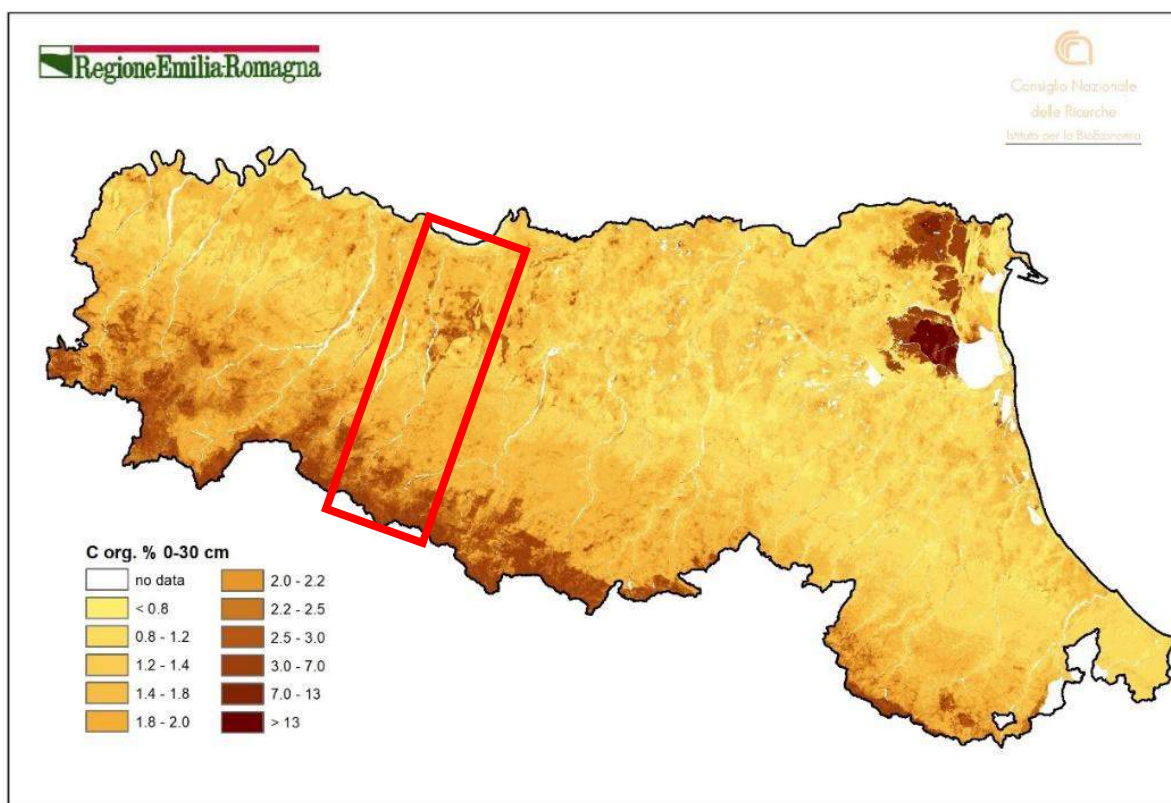 RegioneEmilia-Romagna
Consiglio Nazionale
delle Ricerche
Istituto per la BioEconomia
C org. % 0-30 cm
no data
< 0.8
0.8 - 1.2
1.2 - 1.4
1.4 - 1.8
1.8 - 2.0
2.0 - 2.2
2.2 - 2.5
2.5 - 3.0
3.0 - 7.0
7.0 - 13
> 13